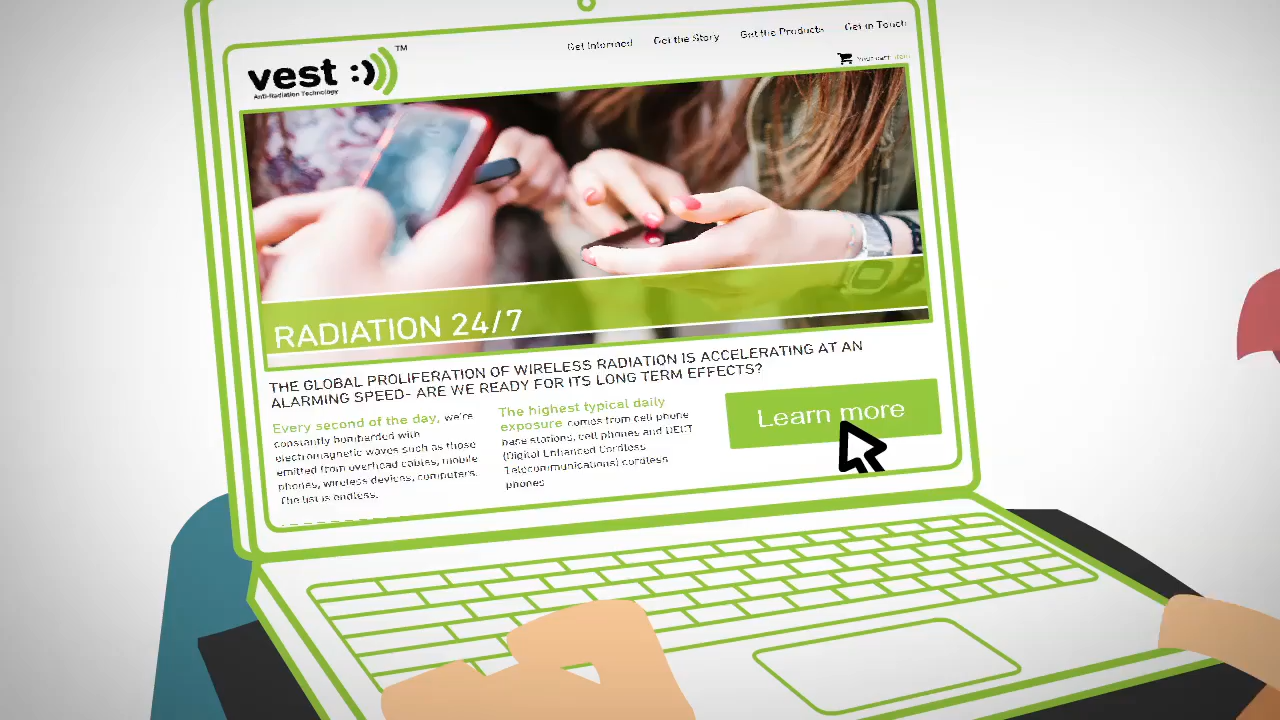 vest :) TM
Anti-Radiation Technology
Get Informed Get the Story Get the Products Get in Touch
Your cart: item
RADIATION 24/7
THE GLOBAL PROLIFERATION OF WIRELESS RADIATION IS ACCELERATING AT AN
ALARMING SPEED- ARE WE READY FOR ITS LONG TERM EFFECTS?
Every second of the day, we're
constantly bombarded with
electromagnetic waves such as those
emitted from overhead cables, mobile
phones, wireless devices, computers.
The list is endless.
The highest typical daily
exposure comes from cell phone
base stations, cell phones and DECT
(Digital Enhanced Cordless
Telecommunications) cordless
phones
Learn more